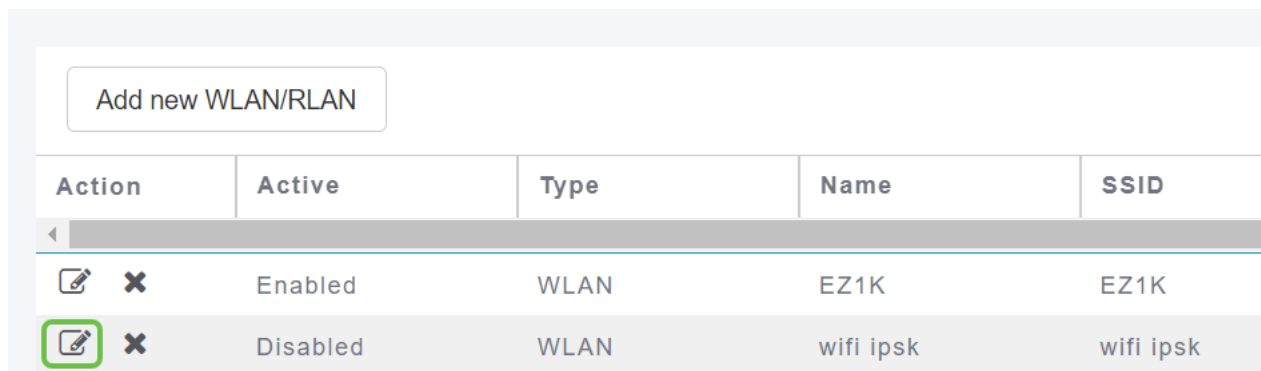 Add new WLAN/RLAN
Action Active Type Name SSID
Enabled WLAN EZ1K EZ1K
Disabled WLAN wifi ipsk wifi ipsk